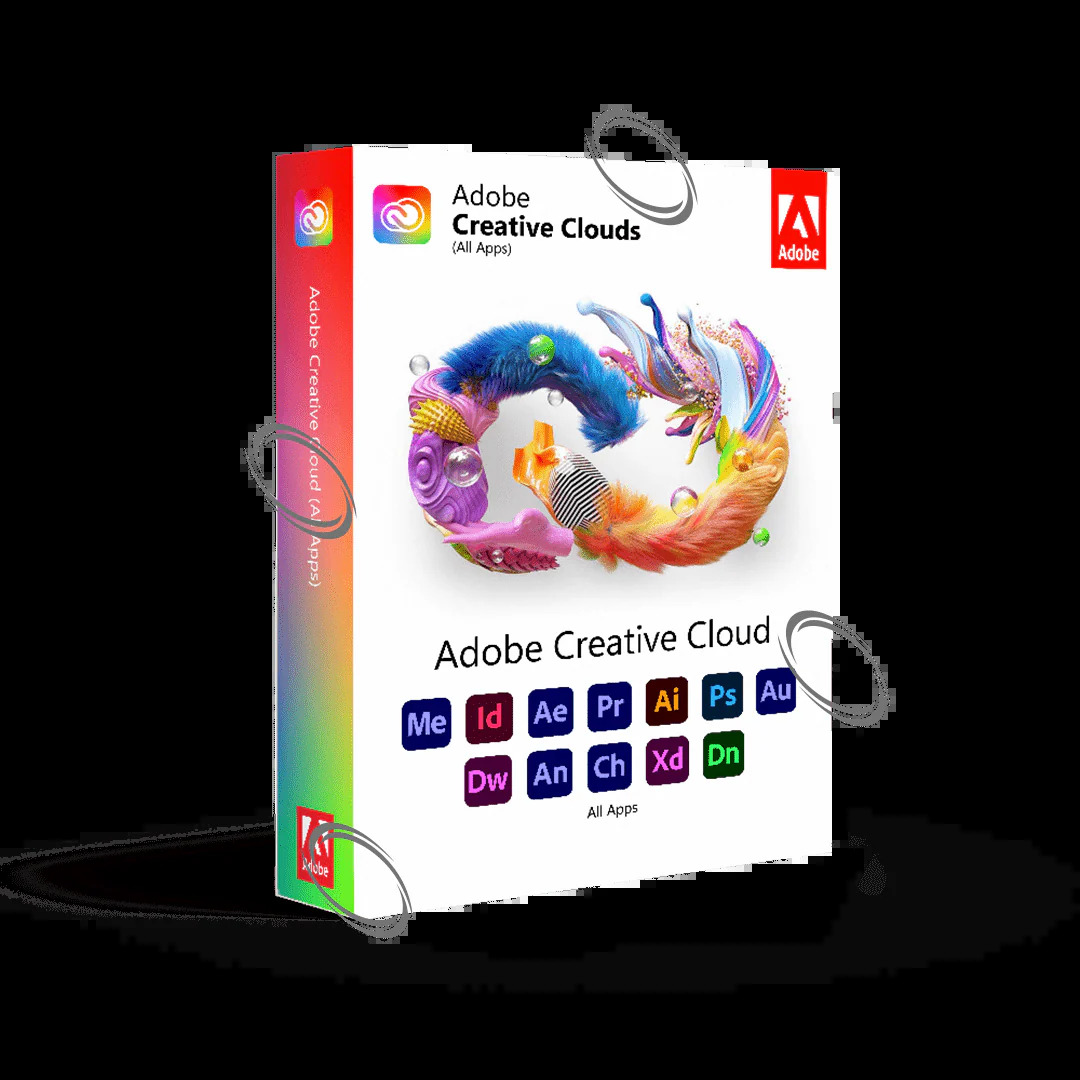 Adobe
Creative Clouds
(All Apps)
Adobe
Adobe Creative Cloud (All Apps)
Adobe Creative Cloud
Me Id Ae Pr Ai Ps Au
Dw An Ch Xd Dn
All Apps
Adobe